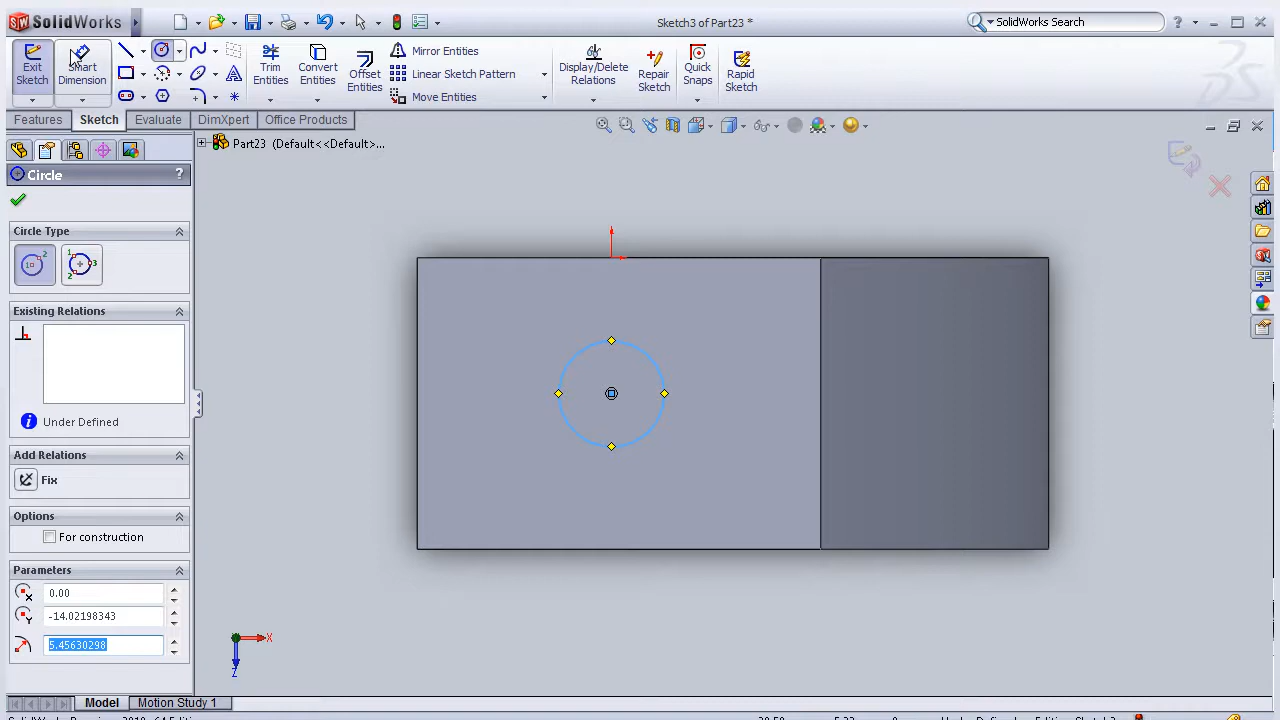 SolidWorks
Sketch3 of Part23 *
SolidWorks Search
?
Exit Sketch
Smart Dimension
Trim Entities
Convert Entities
Offset Entities
Mirror Entities
Linear Sketch Pattern
Move Entities
Display/Delete Relations
Repair Sketch
Quick Snaps
Rapid Sketch
Features
Sketch
Evaluate
DimXpert
Office Products
Part23 (Default<<Default>...
Circle
?
Circle Type
Existing Relations
Under Defined
Add Relations
Fix
Options
For construction
Parameters
0.00
-14.02198343
5.45630298
X
Z
Model
Motion Study 1